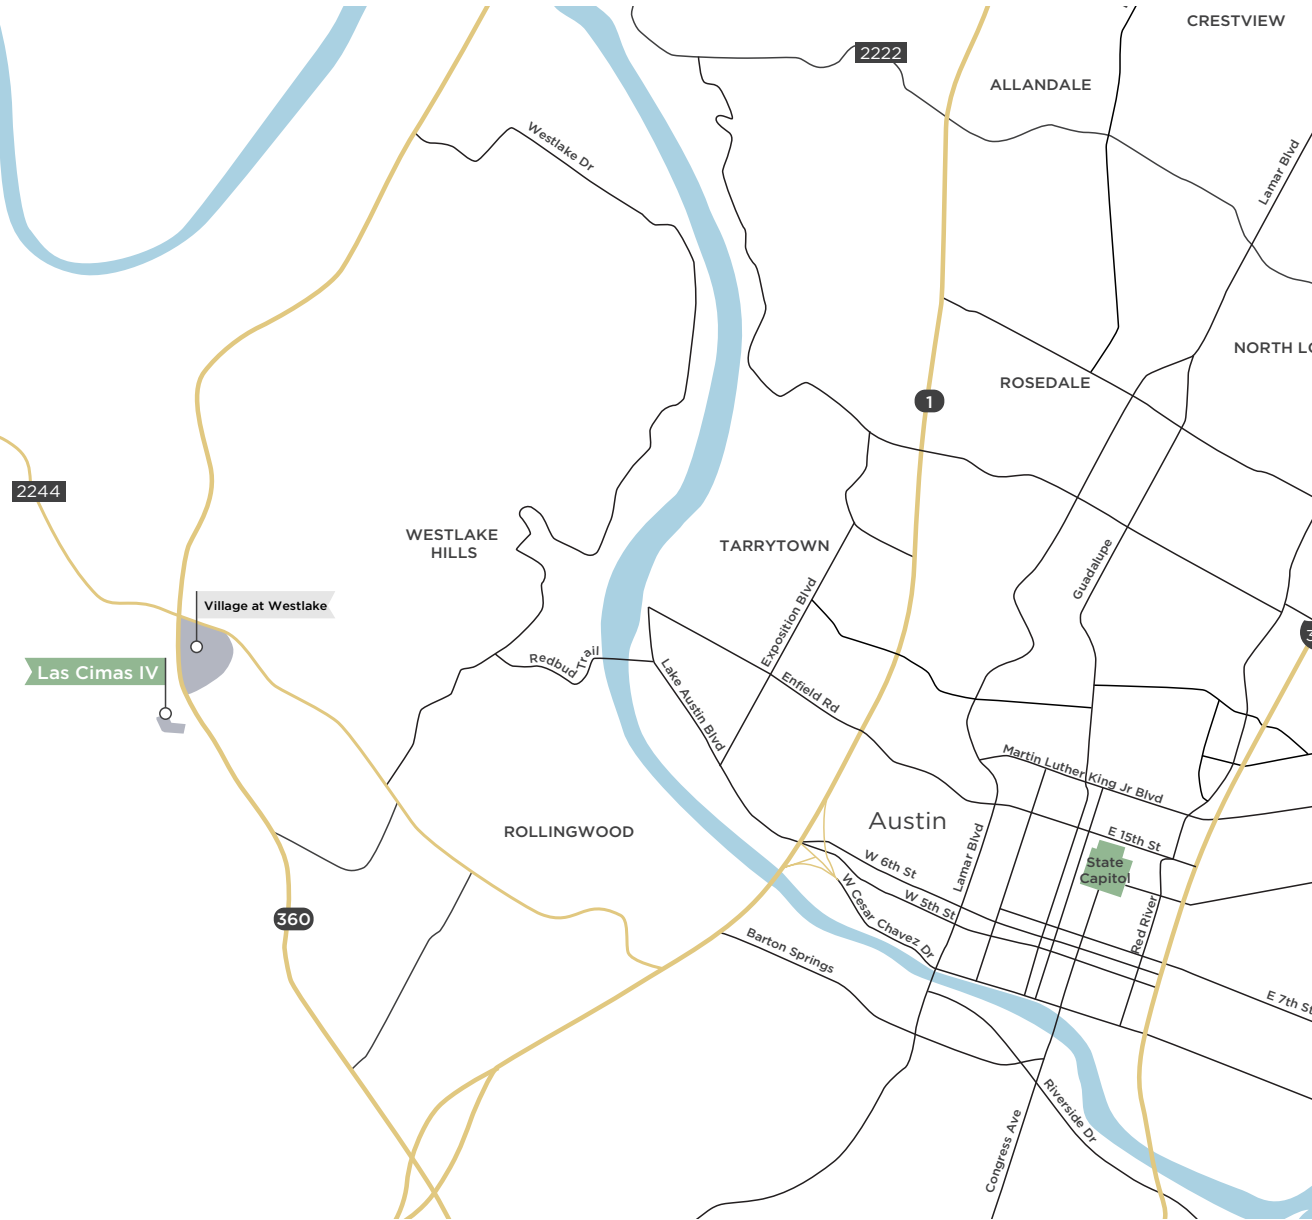 CRESTVIEW
2222
ALLANDALE
Westlake Dr
Lamar Blvd
NORTH LO
ROSEDALE
1
2244
WESTLAKE
HILLS
TARRYTOWN
Guadalupe
Exposition Blvd
Village at Westlake
3
Las Cimas IV
Redbud Trail
Lake Austin Blvd
Enfield Rd
Martin Luther King Jr Blvd
Austin
ROLLINGWOOD
E 15th St
Lamar Blvd
W 6th St
State
Capitol
W 5th St
W Cesar Chavez Dr
Red River
360
Barton Springs
E 7th St
Riverside Dr
Congress Ave